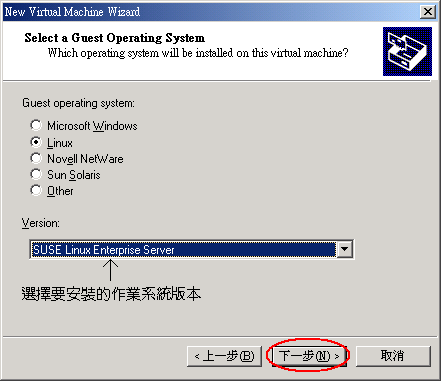 New Virtual Machine Wizard
Select a Guest Operating System
Which operating system will be installed on this virtual machine?
Guest operating system:
Microsoft Windows
Linux
Novell NetWare
Sun Solaris
Other
Version:
SUSE Linux Enterprise Server
選擇要安裝的作業系統版本
< 上一步(B) 下一步(N) > 取消